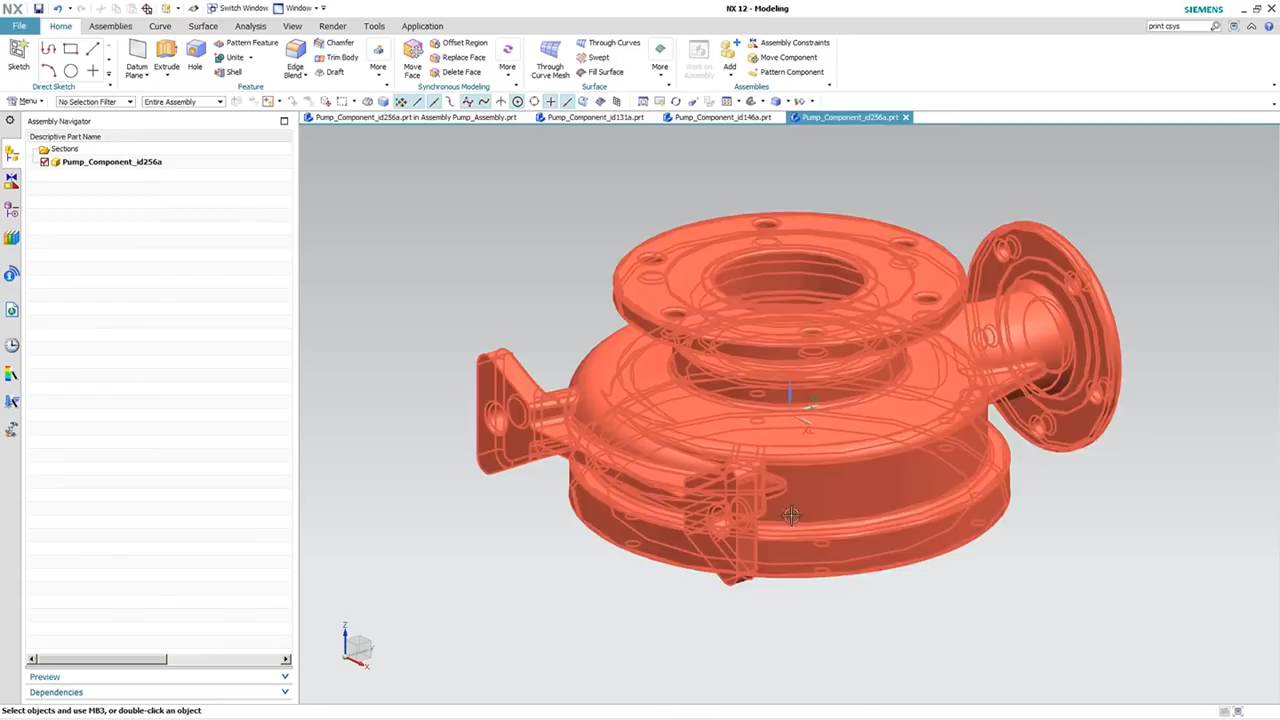 NX
Switch Window
Window
NX 12 - Modeling
SIEMENS
File
Home
Assemblies
Curve
Surface
Analysis
View
Render
Tools
Application
print csys
Sketch
Direct Sketch
Datum Plane
Extrude
Hole
Pattern Feature
Unite
Shell
Edge Blend
Chamfer
Trim Body
Draft
More
Feature
Move Face
Offset Region
Replace Face
Delete Face
More
Synchronous Modeling
Through Curve Mesh
Through Curves
Swept
Fill Surface
More
Surface
Work on Assembly
Add
Assembly Constraints
Move Component
Pattern Component
Assemblies
Menu
No Selection Filter
Entire Assembly
Assembly Navigator
Pump_Component_id256a.prt in Assembly Pump_Assembly.prt
Pump_Component_id131a.prt
Pump_Component_id146a.prt
Pump_Component_id256a.prt
Descriptive Part Name
Sections
Pump_Component_id256a
Z
X
Preview
Dependencies
Select objects and use MB3, or double-click an object